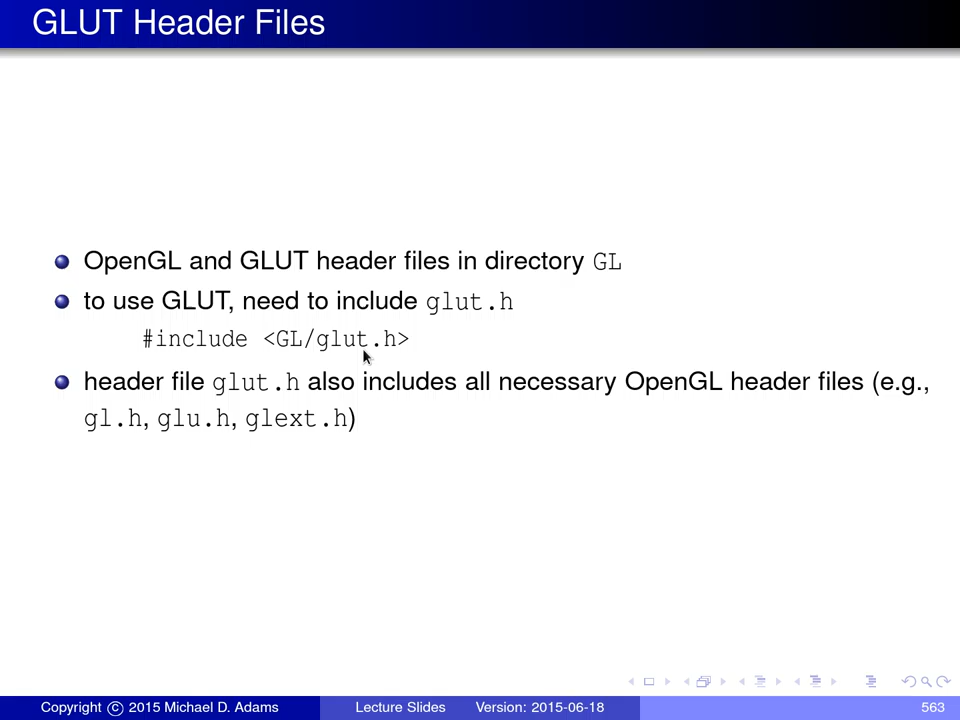 GLUT Header Files
OpenGL and GLUT header files in directory GL
to use GLUT, need to include glut.h
#include <GL/glut.h>
header file glut.h also includes all necessary OpenGL header files (e.g.,
gl.h, glu.h, glext.h)
Copyright © 2015 Michael D. Adams Lecture Slides Version: 2015-06-18 563